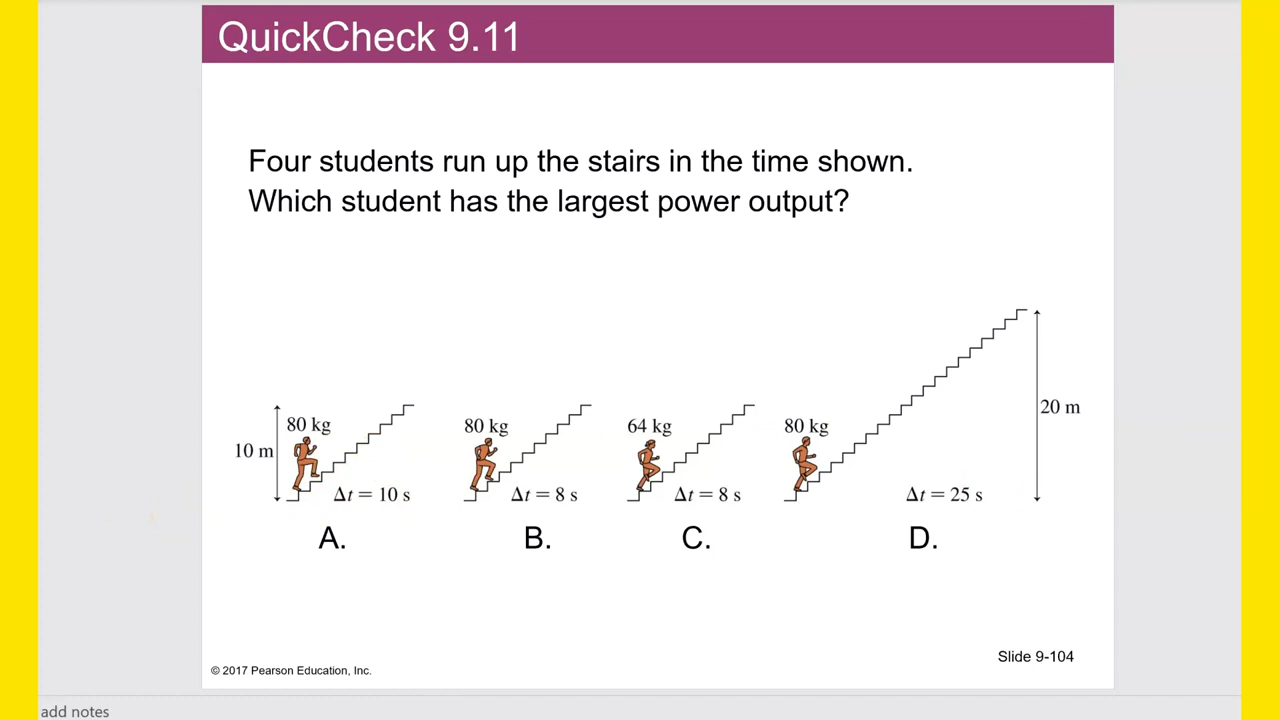 QuickCheck 9.11
Four students run up the stairs in the time shown.
Which student has the largest power output?
10 m
80 kg
Δt = 10 s
80 kg
Δt = 8 s
64 kg
Δt = 8 s
80 kg
Δt = 25 s
20 m
A.
B.
C.
D.
Slide 9-104
© 2017 Pearson Education, Inc.
add notes